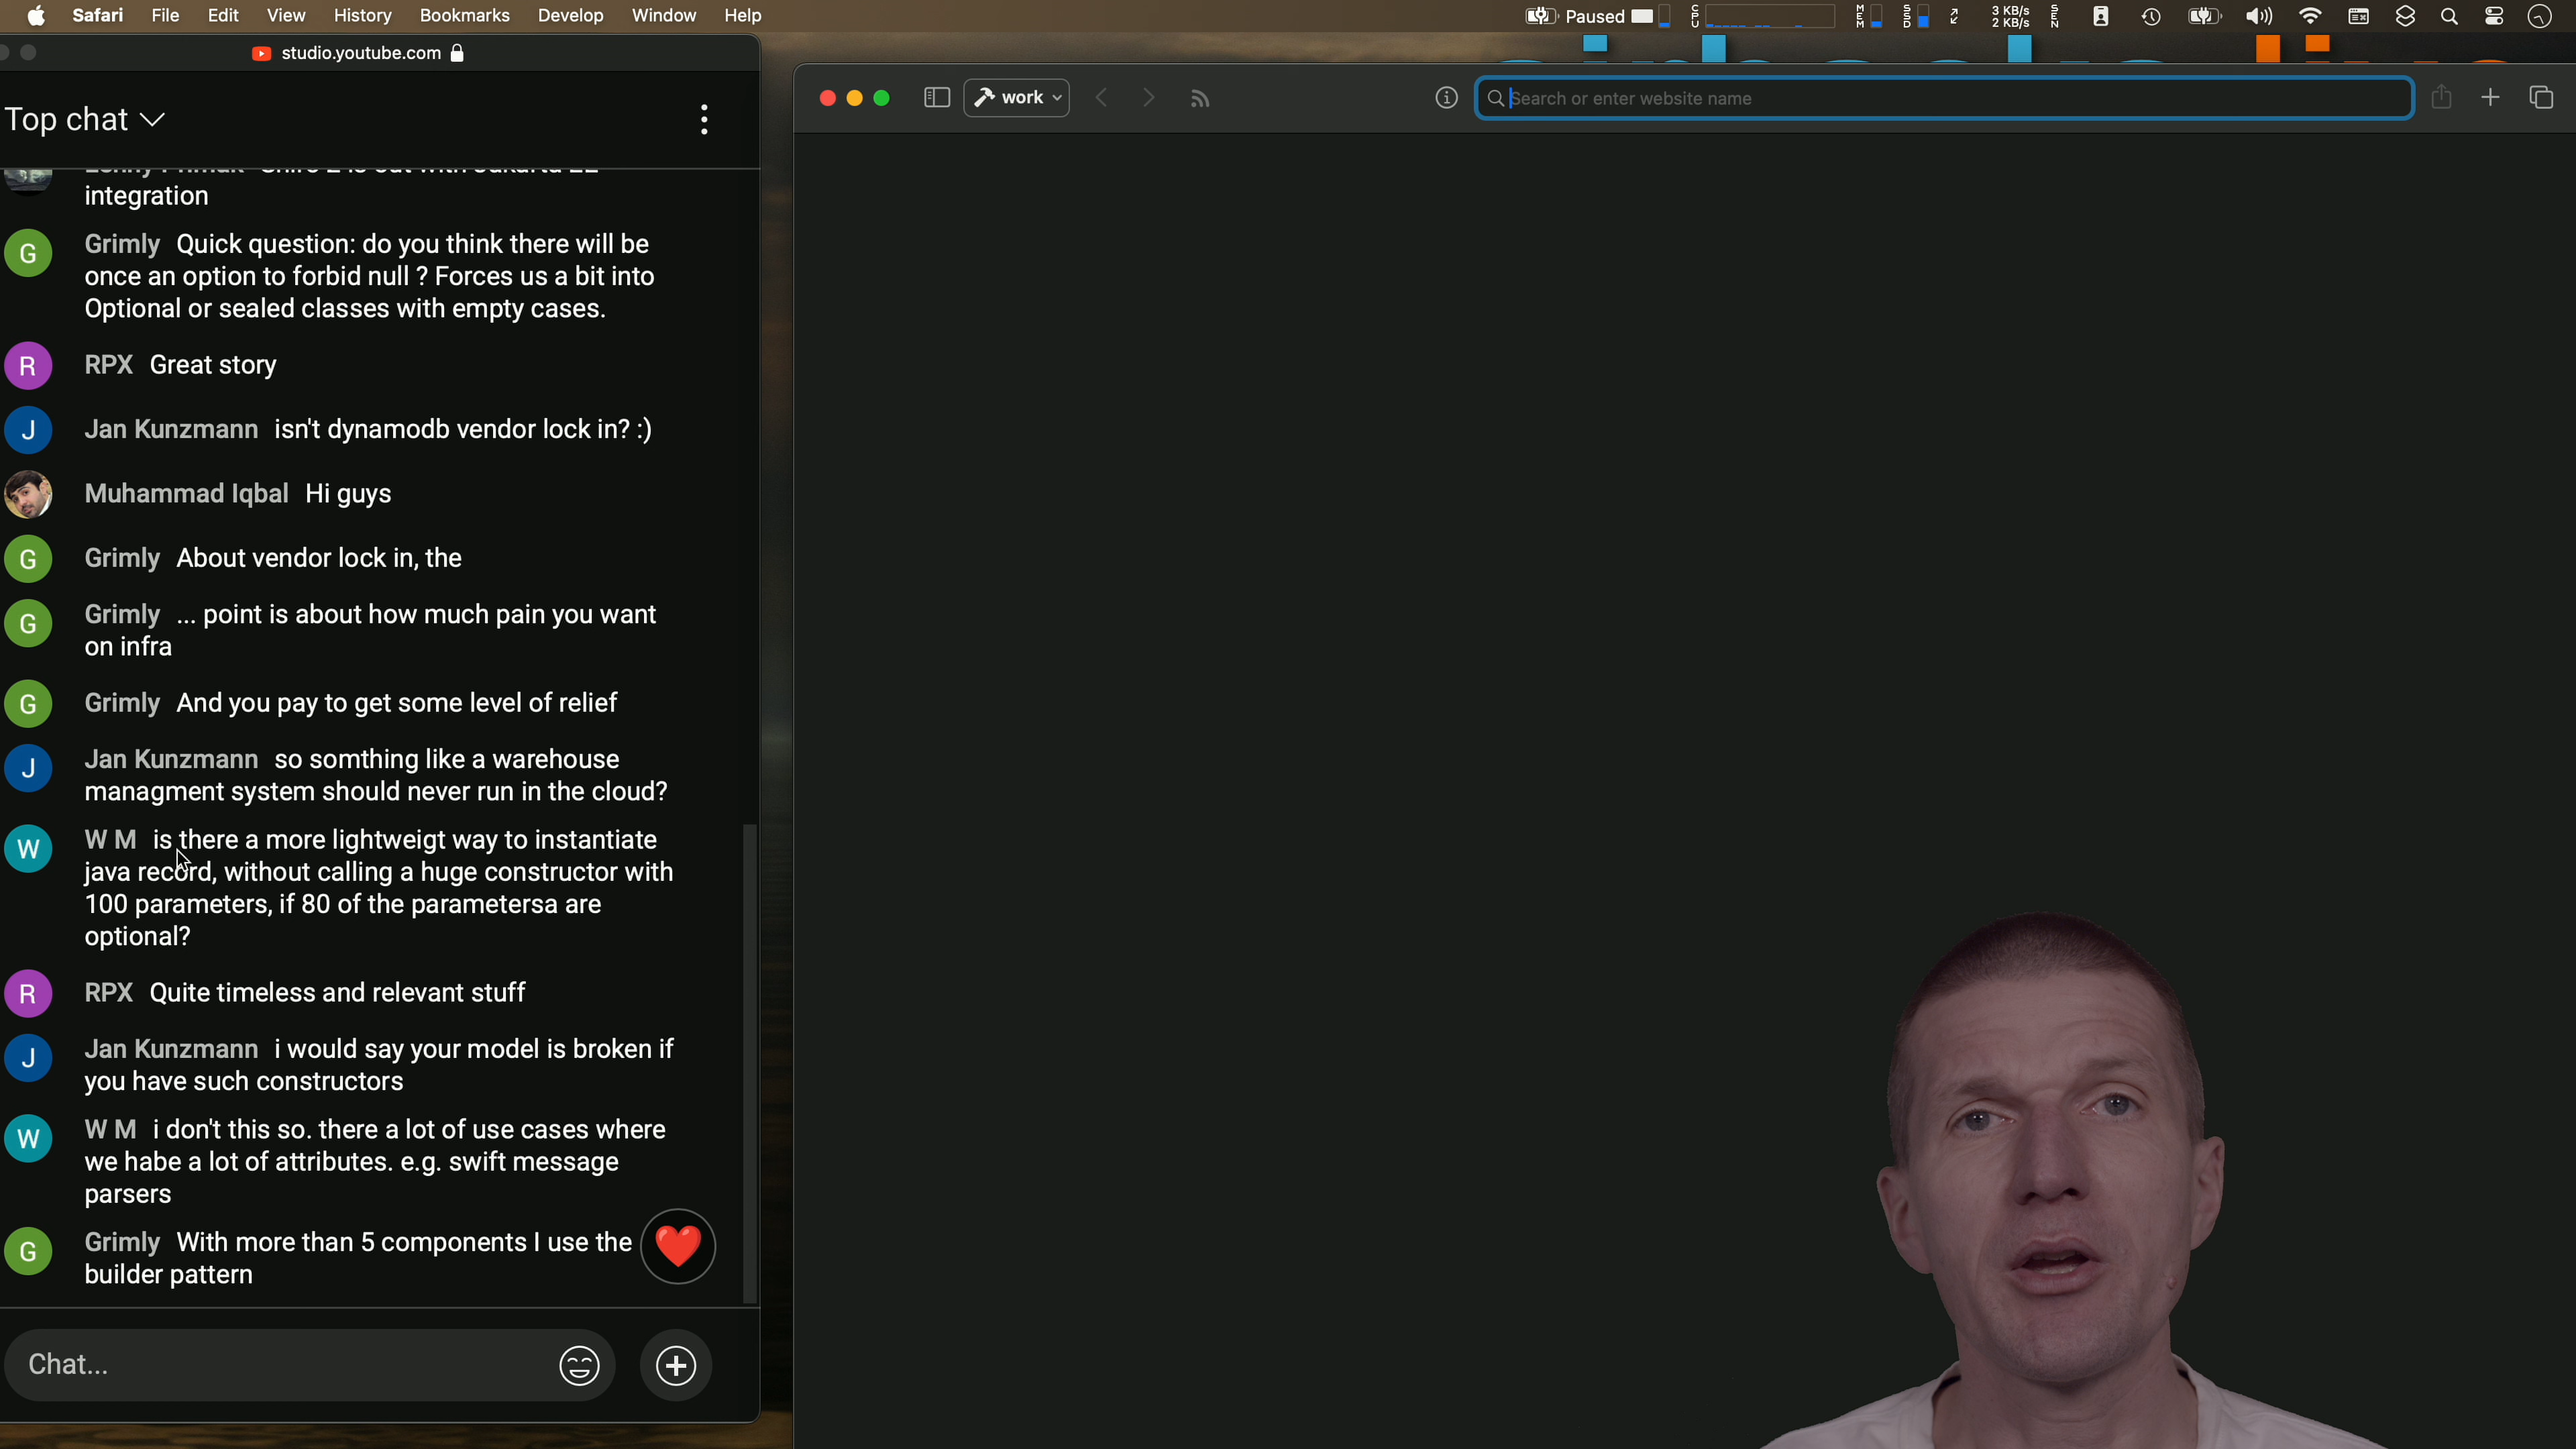 Safari File Edit View History Bookmarks Develop Window Help
Paused CPU MEM SSD 3 KB/s 2 KB/s SEN
studio.youtube.com
work
Search or enter website name
Top chat
integration
G Grimly Quick question: do you think there will be
once an option to forbid null ? Forces us a bit into
Optional or sealed classes with empty cases.
R RPX Great story
J Jan Kunzmann isn't dynamodb vendor lock in? :)
Muhammad Iqbal Hi guys
G Grimly About vendor lock in, the
G Grimly ... point is about how much pain you want
on infra
G Grimly And you pay to get some level of relief
J Jan Kunzmann so somthing like a warehouse
managment system should never run in the cloud?
W W M is there a more lightweigt way to instantiate
java record, without calling a huge constructor with
100 parameters, if 80 of the parametersa are
optional?
R RPX Quite timeless and relevant stuff
J Jan Kunzmann i would say your model is broken if
you have such constructors
W W M i don't this so. there a lot of use cases where
we habe a lot of attributes. e.g. swift message
parsers
G Grimly With more than 5 components I use the
builder pattern
Chat...